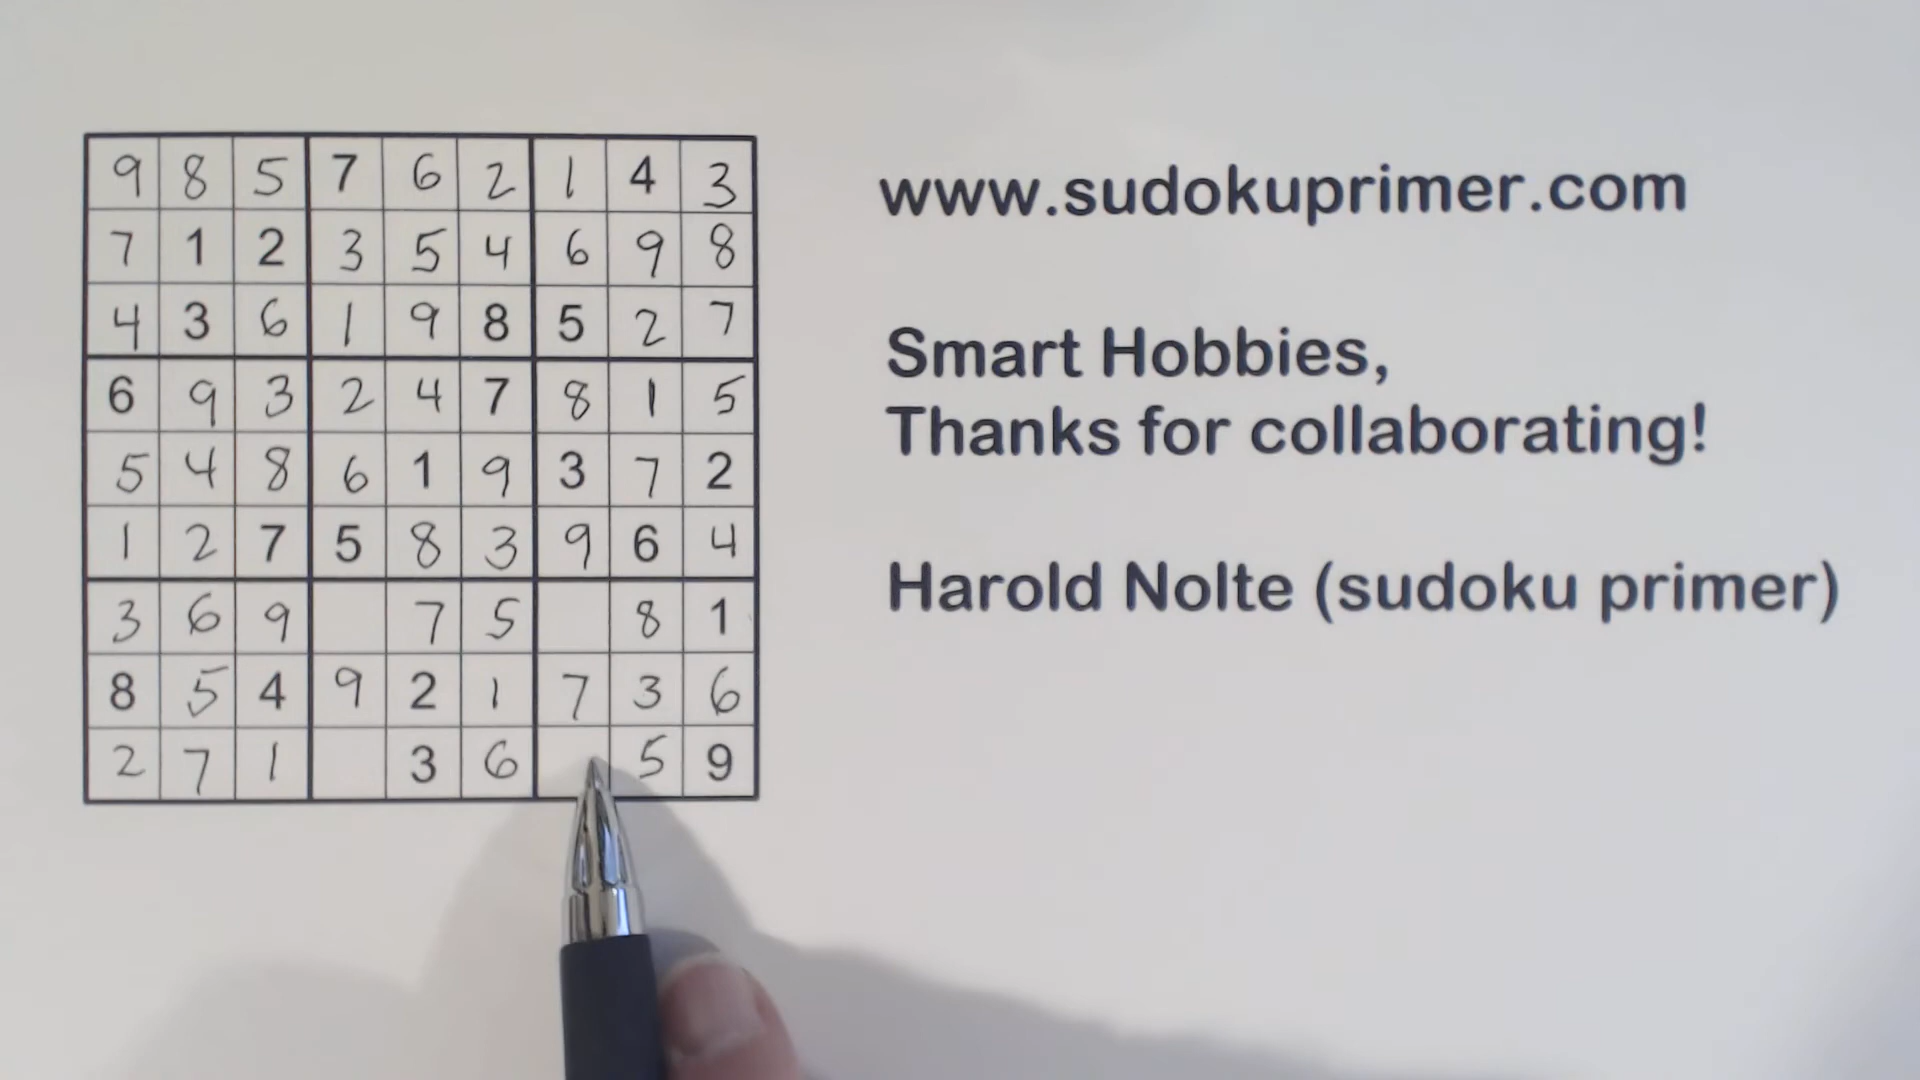 9 8 5 7 6 2 1 4 3
7 1 2 3 5 4 6 9 8
4 3 6 1 9 8 5 2 7
6 9 3 2 4 7 8 1 5
5 4 8 6 1 9 3 7 2
1 2 7 5 8 3 9 6 4
3 6 9 7 5 8 1
8 5 4 9 2 1 7 3 6
2 7 1 3 6 5 9
www.sudokuprimer.com
Smart Hobbies,
Thanks for collaborating!
Harold Nolte (sudoku primer)